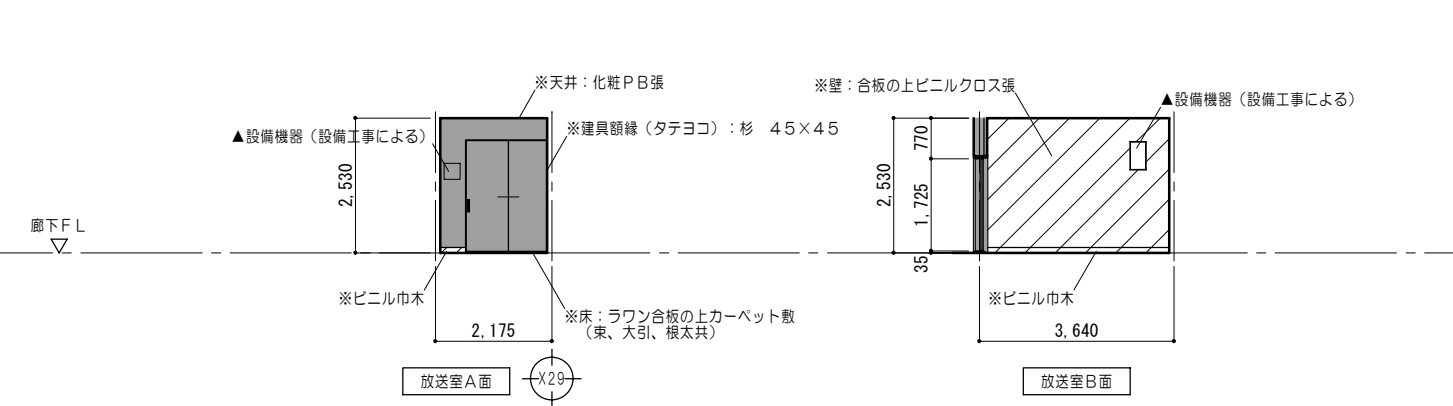 ※天井：化粧ＰＢ張
※壁：合板の上ビニルクロス張
▲設備機器（設備工事による）
▲設備機器（設備工事による）
※建具額縁（タテヨコ）：杉　４５×４５
2,530
2,530
770
1,725
35
廊下ＦＬ
※ビニル巾木
※ビニル巾木
※床：ラワン合板の上カーペット敷
（束、大引、根太共）
2,175
3,640
放送室Ａ面
X29
放送室Ｂ面